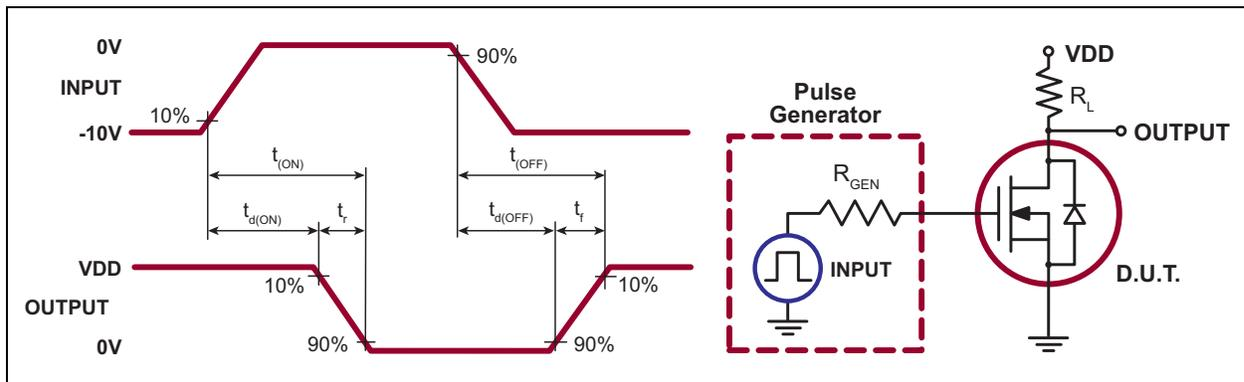 0V
INPUT
-10V
10%
90%
t(ON)
t(OFF)
td(ON)
tr
td(OFF)
tf
VDD
OUTPUT
0V
10%
90%
10%
90%
Pulse
Generator
RGEN
INPUT
VDD
RL
OUTPUT
D.U.T.